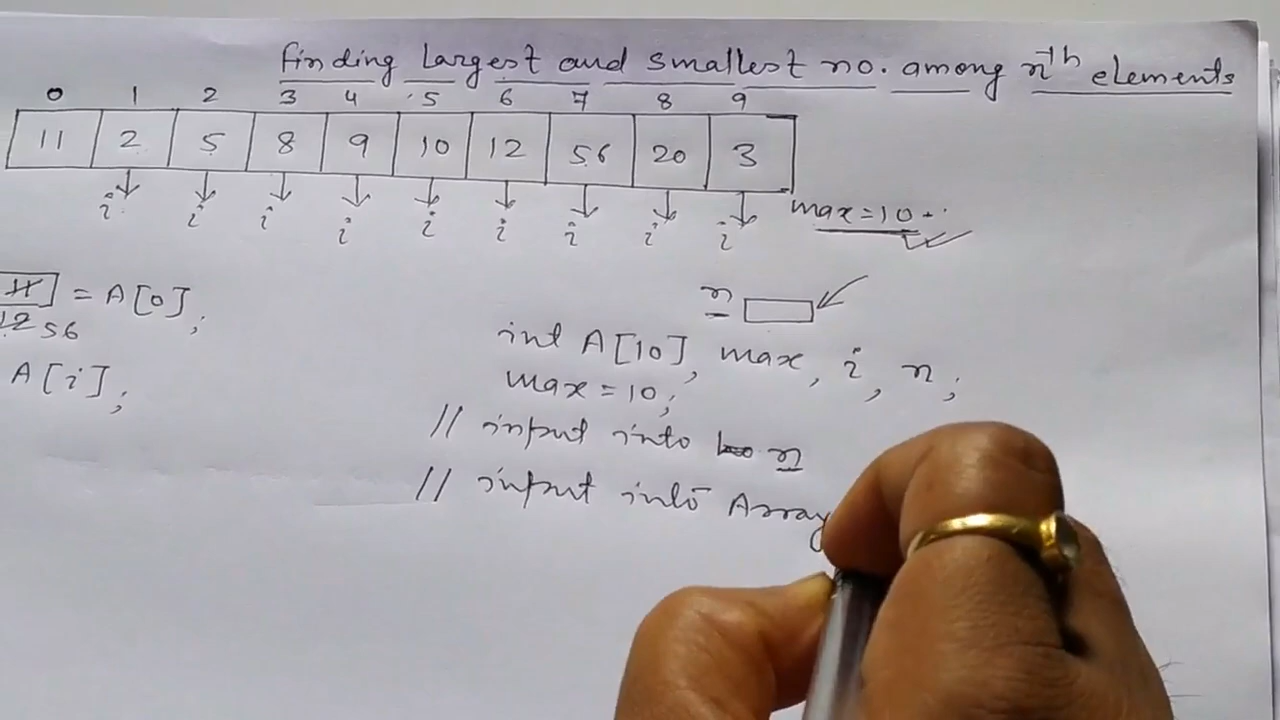 Finding Largest and smallest no. among nth elements
0 1 2 3 4 5 6 7 8 9
11 2 5 8 9 10 12 56 20 3
i i i i i i i i i
max=10
11 = A[0];
12 56
n
int A[10], max, i, n;
A[i];
max=10;
// input into n
// input into Array